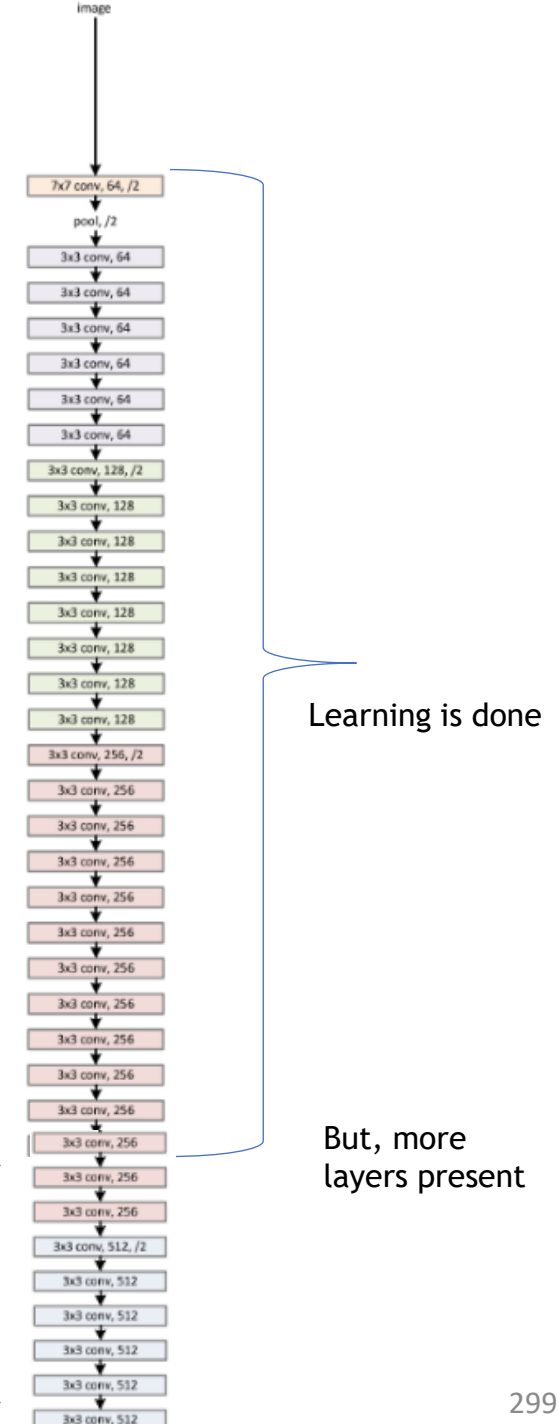 image
7x7 conv, 64, /2
pool, /2
3x3 conv, 64
3x3 conv, 64
3x3 conv, 64
3x3 conv, 64
3x3 conv, 64
3x3 conv, 64
3x3 conv, 128, /2
3x3 conv, 128
3x3 conv, 128
3x3 conv, 128
3x3 conv, 128
3x3 conv, 128
3x3 conv, 128
3x3 conv, 128
3x3 conv, 256, /2
3x3 conv, 256
3x3 conv, 256
3x3 conv, 256
3x3 conv, 256
3x3 conv, 256
3x3 conv, 256
3x3 conv, 256
3x3 conv, 256
3x3 conv, 256
3x3 conv, 256
3x3 conv, 256
3x3 conv, 256
3x3 conv, 256
3x3 conv, 512, /2
3x3 conv, 512
3x3 conv, 512
3x3 conv, 512
3x3 conv, 512
3x3 conv, 512
Learning is done
But, more
layers present
299